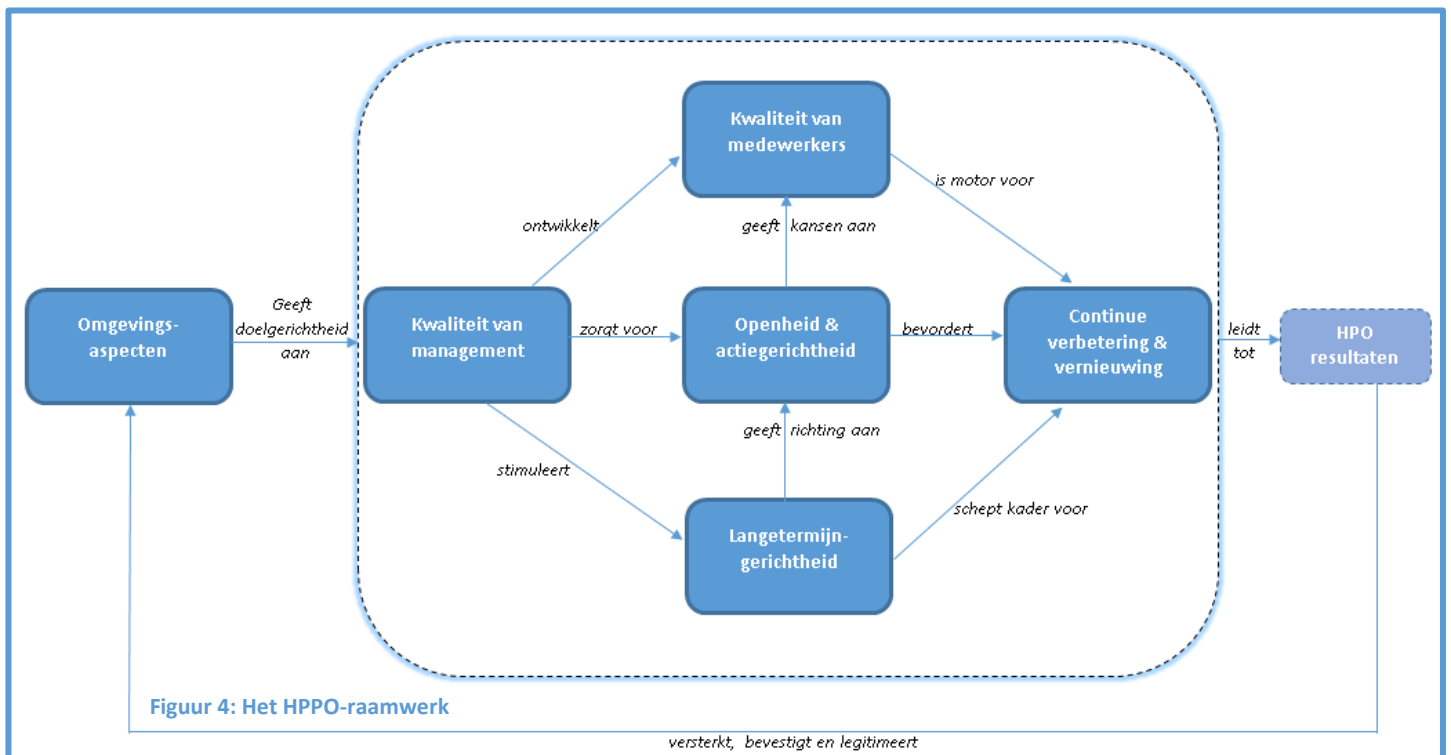 Kwaliteit van
medewerkers
is motor voor
ontwikkelt
geeft kansen aan
Omgevings-
aspecten
Geeft
doelgerichtheid
aan
Kwaliteit van
management
zorgt voor
Openheid &
actiegerichtheid
bevordert
Continue
verbetering &
vernieuwing
leidt
tot
HPO
resultaten
geeft richting aan
stimuleert
schept kader voor
Langetermijn-
gerichtheid
Figuur 4: Het HPPO-raamwerk
versterkt, bevestigt en legitimeert